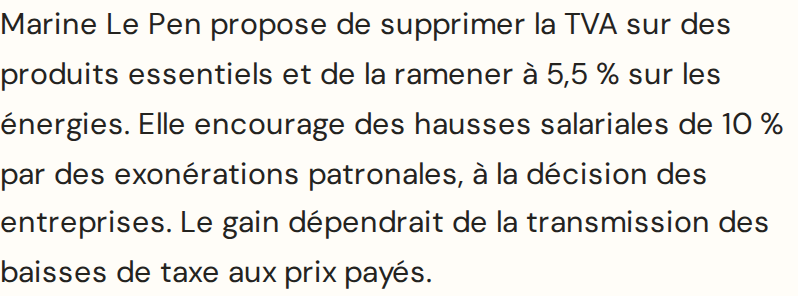 Marine Le Pen propose de supprimer la TVA sur des
produits essentiels et de la ramener à 5,5 % sur les
énergies. Elle encourage des hausses salariales de 10 %
par des exonérations patronales, à la décision des
entreprises. Le gain dépendrait de la transmission des
baisses de taxe aux prix payés.